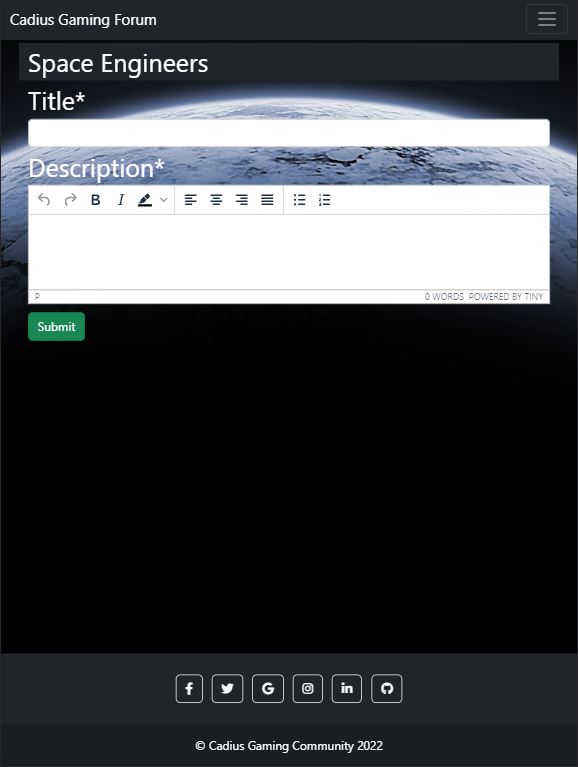 Cadius Gaming Forum
Space Engineers
Title*
Description*
B I
P 0 WORDS POWERED BY TINY
Submit
© Cadius Gaming Community 2022